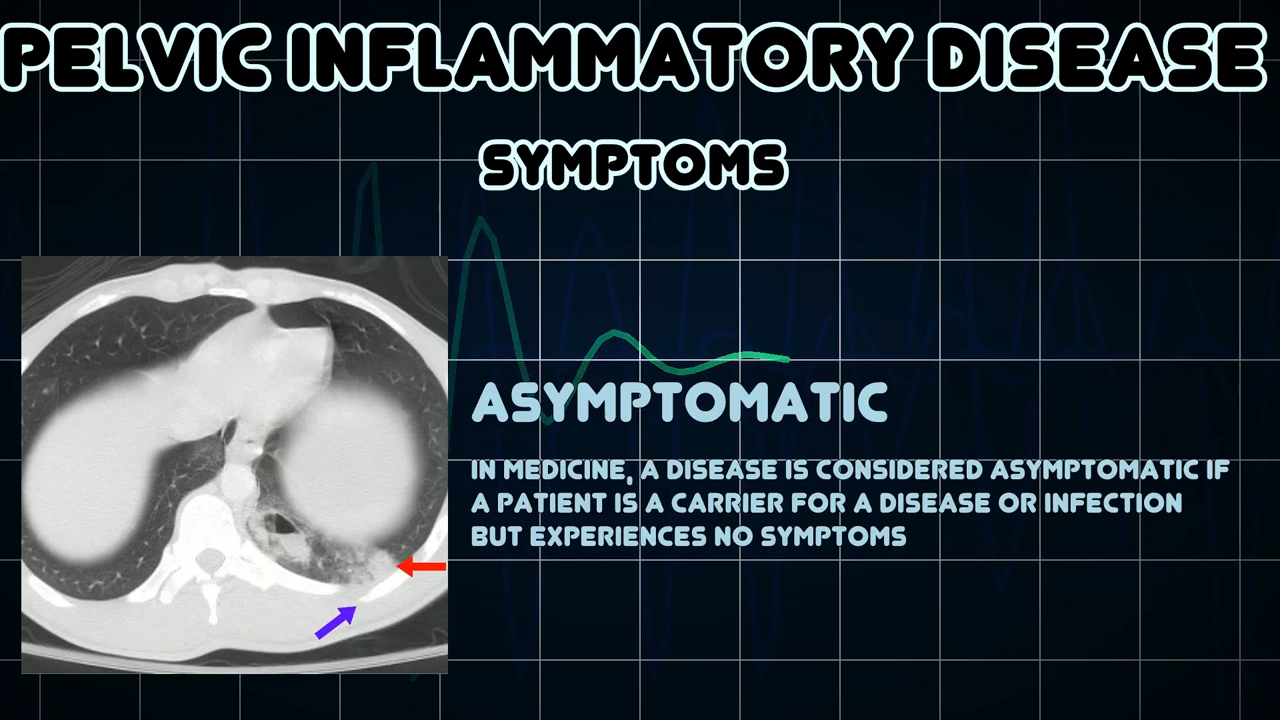 PELVIC INFLAMMATORY DISEASE
SYMPTOMS
ASYMPTOMATIC
IN MEDICINE, A DISEASE IS CONSIDERED ASYMPTOMATIC IF
A PATIENT IS A CARRIER FOR A DISEASE OR INFECTION
BUT EXPERIENCES NO SYMPTOMS